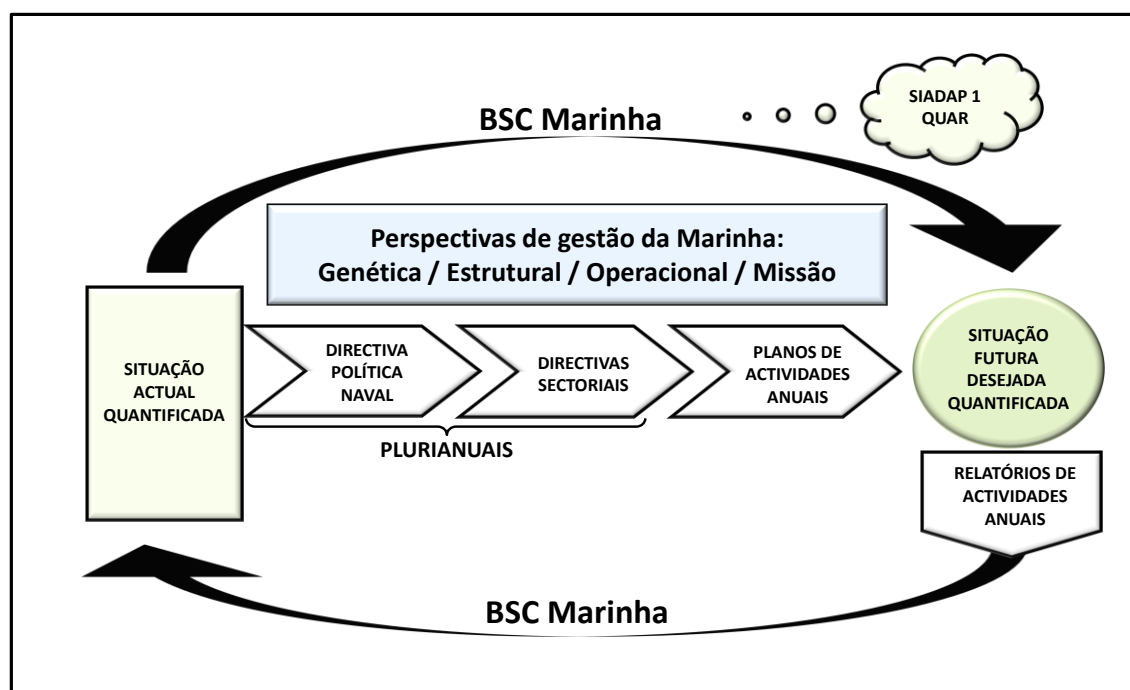 SIADAP 1
QUAR
BSC Marinha
Perspectivas de gestão da Marinha:
Genética / Estrutural / Operacional / Missão
SITUAÇÃO
ACTUAL
QUANTIFICADA
DIRECTIVA
POLÍTICA
NAVAL
DIRECTIVAS
SECTORIAIS
PLANOS DE
ACTIVIDADES
ANUAIS
SITUAÇÃO
FUTURA
DESEJADA
QUANTIFICADA
PLURIANUAIS
RELATÓRIOS DE
ACTIVIDADES
ANUAIS
BSC Marinha